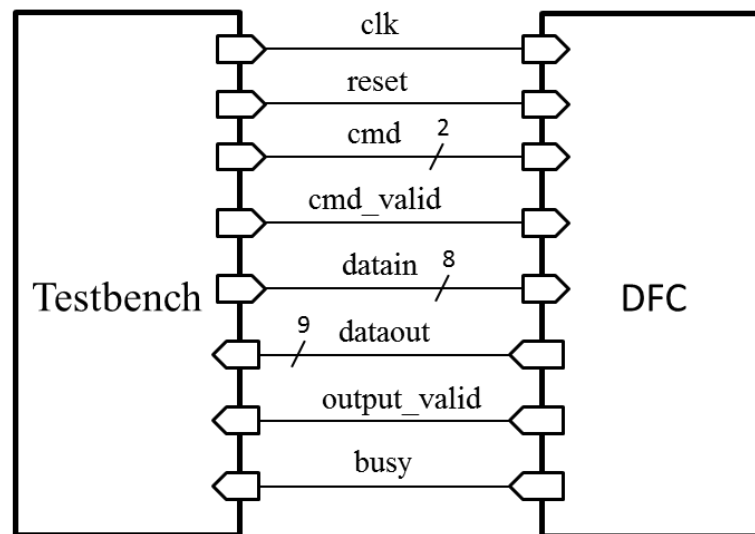 clk
reset
cmd 2
cmd_valid
datain 8
Testbench
DFC
9 dataout
output_valid
busy